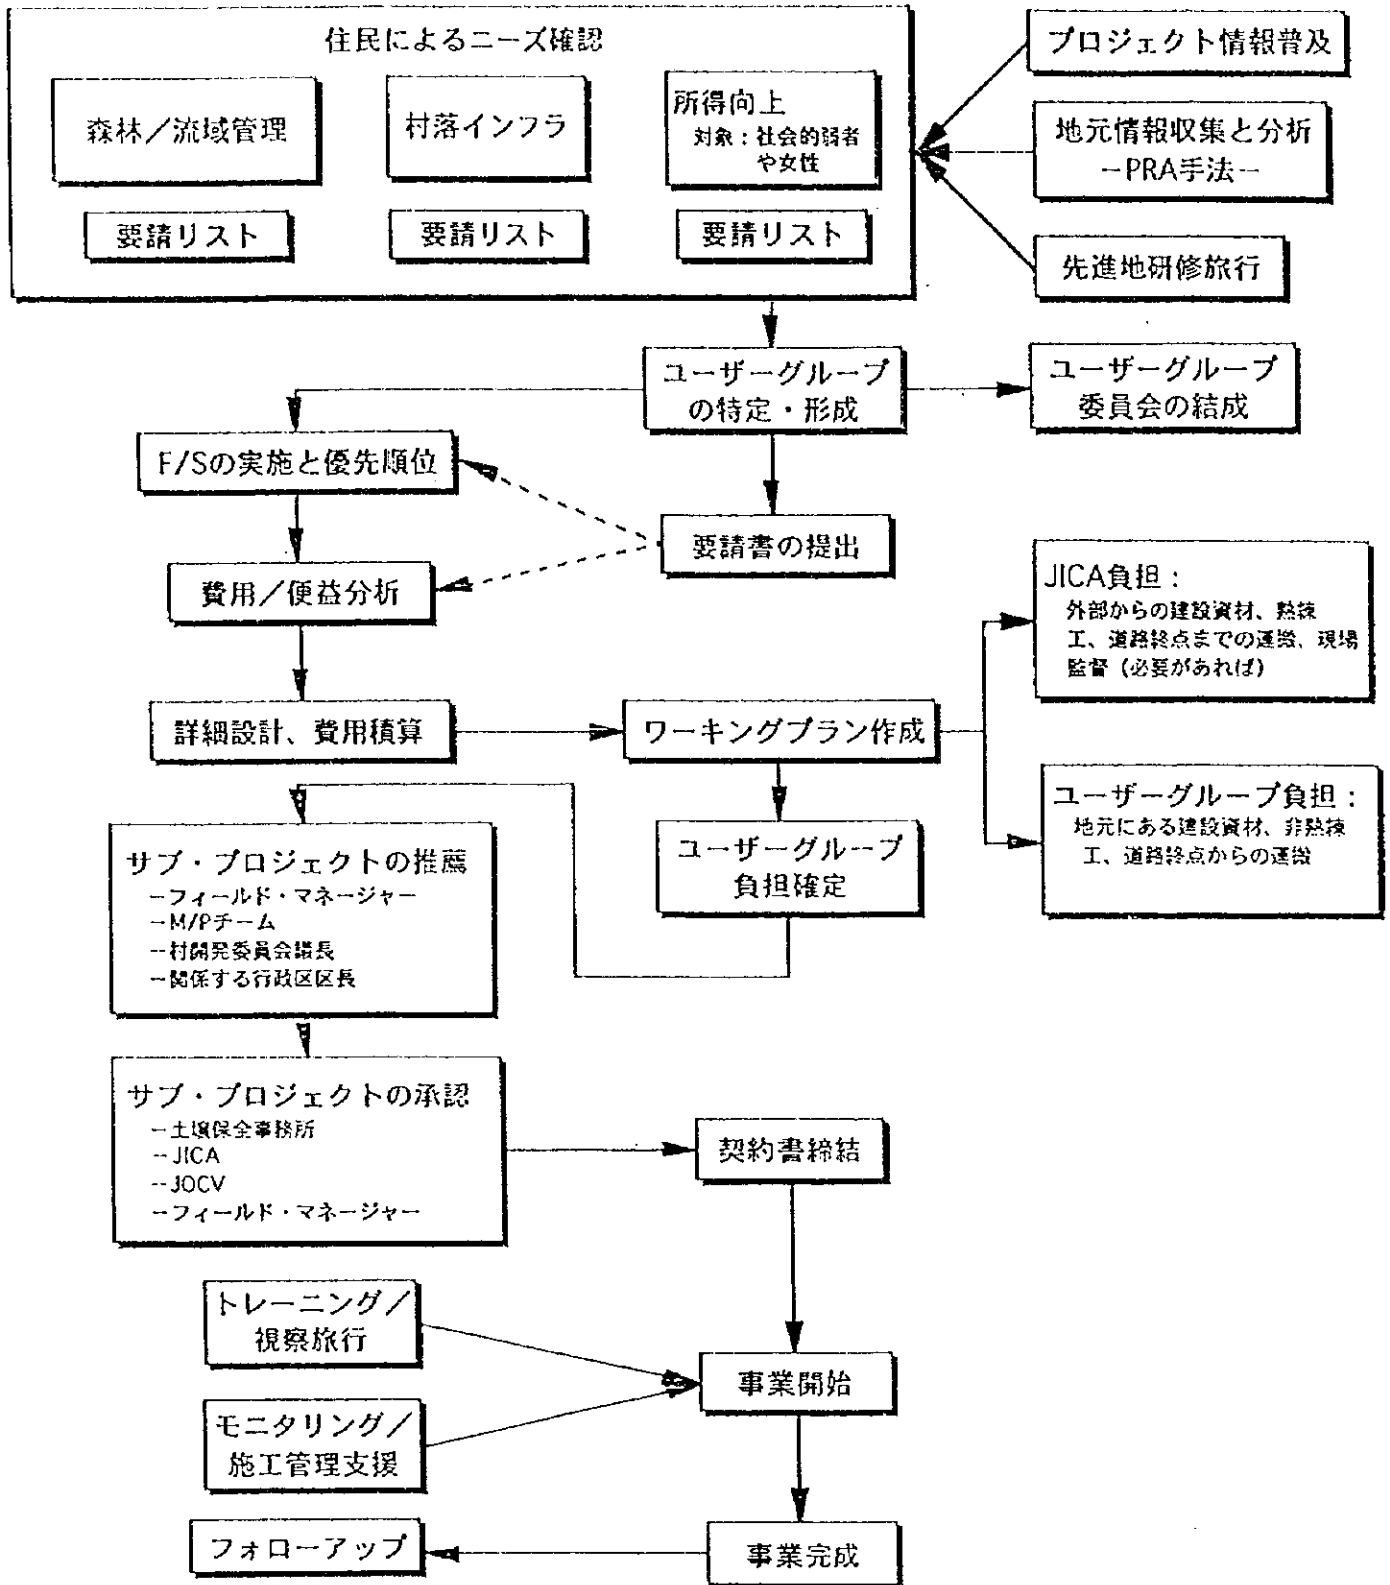 住民によるニーズ確認
森林／流域管理
村落インフラ
所得向上
対象：社会的弱者
や女性
要請リスト
要請リスト
要請リスト
プロジェクト情報普及
地元情報収集と分析
－PRA手法－
先進地研修旅行
ユーザーグループ
の特定・形成
ユーザーグループ
委員会の結成
F/Sの実施と優先順位
要請書の提出
費用／便益分析
JICA負担：
外部からの建設資材、熟練
工、道路終点までの運搬、現場
監督（必要があれば）
詳細設計、費用積算
ワーキングプラン作成
ユーザーグループ負担：
地元にある建設資材、非熟練
工、道路終点からの運搬
ユーザーグループ
負担確定
サブ・プロジェクトの推薦
－フィールド・マネージャー
－M/Pチーム
－村開発委員会議長
－関係する行政区区長
サブ・プロジェクトの承認
－土壌保全事務所
－JICA
－JOCV
－フィールド・マネージャー
契約書締結
トレーニング／
視察旅行
事業開始
モニタリング／
施工管理支援
フォローアップ
事業完成